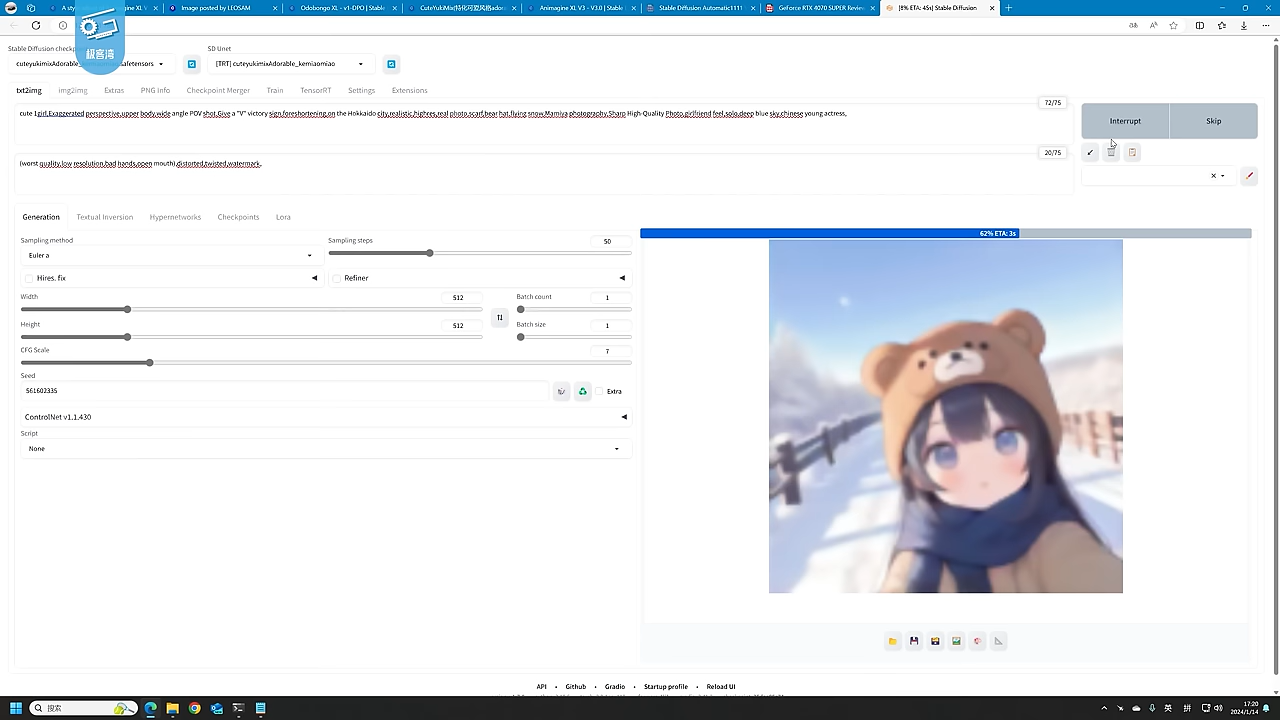 A sty
Image posted by LEOSAM
Odobongo XL - v1-DPO | Stable
CuteYukiMix(特化可爱风格adora
Animagine XL V3 - V3.0 | Stable
Stable Diffusion Automatic1111
GeForce RTX 4070 SUPER Review
[8% ETA: 45s] Stable Diffusion
极客湾
Stable Diffusion checkp
SD Unet
cuteyukimixAdorable_
safetensors
[TRT] cuteyukimixAdorable_kemiaomiao
txt2img
img2img
Extras
PNG Info
Checkpoint Merger
Train
TensorRT
Settings
Extensions
72/75
cute 1girl,Exaggerated perspective,upper body,wide angle POV shot,Give a "V" victory sign,foreshortening,on the Hokkaido city,realistic,highres,real photo,scarf,bear hat,flying snow,Mamiya photography,Sharp High-Quality Photo,girlfriend feel,solo,deep blue sky,chinese young actress,
Interrupt
Skip
20/75
(worst quality,low resolution,bad hands,open mouth),distorted,twisted,watermark,
Generation
Textual Inversion
Hypernetworks
Checkpoints
Lora
62% ETA: 3s
Sampling method
Sampling steps
50
Euler a
Hires. fix
Refiner
Width
512
Batch count
1
Height
512
Batch size
1
CFG Scale
7
Seed
561602335
Extra
ControlNet v1.1.430
Script
None
API • Github • Gradio • Startup profile • Reload UI
搜索
英
拼
17:20
2024/1/14